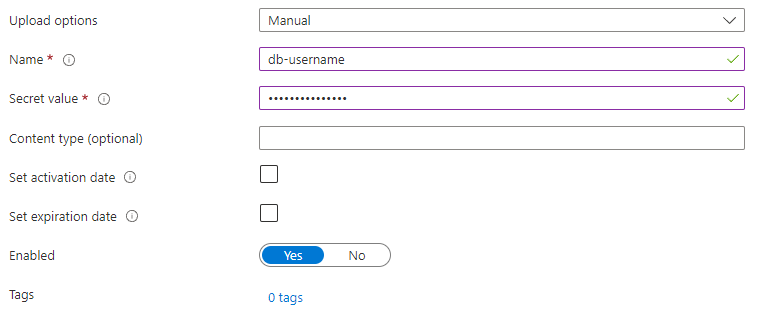 Upload options Manual
Name * db-username
Secret value * •••••••••••••••
Content type (optional)
Set activation date
Set expiration date
Enabled Yes No
Tags 0 tags